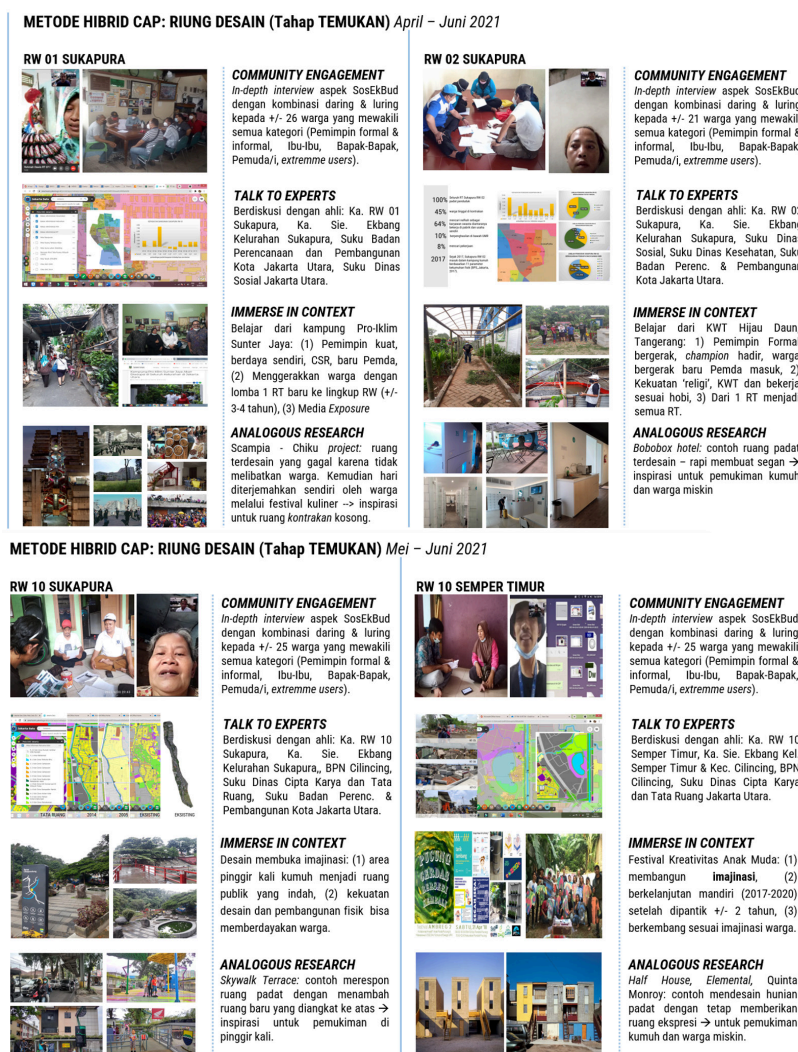 METODE HIBRID CAP: RIUNG DESAIN (Tahap TEMUKAN) April – Juni 2021
RW 01 SUKAPURA
COMMUNITY ENGAGEMENT
In-depth interview aspek SosEkBud
dengan kombinasi daring & luring
kepada +/- 26 warga yang mewakili
semua kategori (Pemimpin formal &
informal, Ibu-Ibu, Bapak-Bapak,
Pemuda/i, extremme users).
TALK TO EXPERTS
Berdiskusi dengan ahli: Ka. RW 01
Sukapura, Ka. Sie. Ekbang
Kelurahan Sukapura, Suku Badan
Perencanaan dan Pembangunan
Kota Jakarta Utara, Suku Dinas
Sosial Jakarta Utara.
IMMERSE IN CONTEXT
Belajar dari kampung Pro-Iklim
Sunter Jaya: (1) Pemimpin kuat,
berdaya sendiri, CSR, baru Pemda,
(2) Menggerakkan warga dengan
lomba 1 RT baru ke lingkup RW (+/-
3-4 tahun), (3) Media Exposure
ANALOGOUS RESEARCH
Scampia - Chiku project: ruang
terdesain yang gagal karena tidak
melibatkan warga. Kemudian hari
diterjemahkan sendiri oleh warga
melalui festival kuliner --> inspirasi
untuk ruang kontrakan kosong.
RW 02 SUKAPURA
COMMUNITY ENGAGEMENT
In-depth interview aspek SosEkBud
dengan kombinasi daring & luring
kepada +/- 21 warga yang mewakili
semua kategori (Pemimpin formal &
informal, Ibu-Ibu, Bapak-Bapak,
Pemuda/i, extremme users).
100%
45%
64%
10%
8%
2017
TALK TO EXPERTS
Berdiskusi dengan ahli: Ka. RW 02
Sukapura, Ka. Sie. Ekbang
Kelurahan Sukapura, Suku Dinas
Sosial, Suku Dinas Kesehatan, Suku
Badan Perenc. & Pembangunan
Kota Jakarta Utara.
IMMERSE IN CONTEXT
Belajar dari KWT Hijau Daun,
Tangerang: 1) Pemimpin Formal
bergerak, champion hadir, warga
bergerak baru Pemda masuk, 2)
Kekuatan ‘religi’, KWT dan bekerja
sesuai hobi, 3) Dari 1 RT menjadi
semua RT.
ANALOGOUS RESEARCH
Bobobox hotel: contoh ruang padat
terdesain – rapi membuat segan →
inspirasi untuk pemukiman kumuh
dan warga miskin
METODE HIBRID CAP: RIUNG DESAIN (Tahap TEMUKAN) Mei – Juni 2021
RW 10 SUKAPURA
COMMUNITY ENGAGEMENT
In-depth interview aspek SosEkBud
dengan kombinasi daring & luring
kepada +/- 25 warga yang mewakili
semua kategori (Pemimpin formal &
informal, Ibu-Ibu, Bapak-Bapak,
Pemuda/i, extremme users).
TATA RUANG 2014 2005 EKSISTING EKSISTING
TALK TO EXPERTS
Berdiskusi dengan ahli: Ka. RW 10
Sukapura, Ka. Sie. Ekbang
Kelurahan Sukapura,, BPN Cilincing,
Suku Dinas Cipta Karya dan Tata
Ruang, Suku Badan Perenc. &
Pembangunan Kota Jakarta Utara.
IMMERSE IN CONTEXT
Desain membuka imajinasi: (1) area
pinggir kali kumuh menjadi ruang
publik yang indah, (2) kekuatan
desain dan pembangunan fisik bisa
memberdayakan warga.
ANALOGOUS RESEARCH
Skywalk Terrace: contoh merespon
ruang padat dengan menambah
ruang baru yang diangkat ke atas →
inspirasi untuk pemukiman di
pinggir kali.
RW 10 SEMPER TIMUR
COMMUNITY ENGAGEMENT
In-depth interview aspek SosEkBud
dengan kombinasi daring & luring
kepada +/- 25 warga yang mewakili
semua kategori (Pemimpin formal &
informal, Ibu-Ibu, Bapak-Bapak,
Pemuda/i, extremme users).
TALK TO EXPERTS
Berdiskusi dengan ahli: Ka. RW 10
Semper Timur, Ka. Sie. Ekbang Kel.
Semper Timur & Kec. Cilincing, BPN
Cilincing, Suku Dinas Cipta Karya
dan Tata Ruang Jakarta Utara.
IMMERSE IN CONTEXT
Festival Kreativitas Anak Muda: (1)
membangun imajinasi, (2)
berkelanjutan mandiri (2017-2020)
setelah dipantik +/- 2 tahun, (3)
berkembang sesuai imajinasi warga.
ANALOGOUS RESEARCH
Half House, Elemental, Quinta
Monroy: contoh mendesain hunian
padat dengan tetap memberikan
ruang ekspresi → untuk pemukiman
kumuh dan warga miskin.